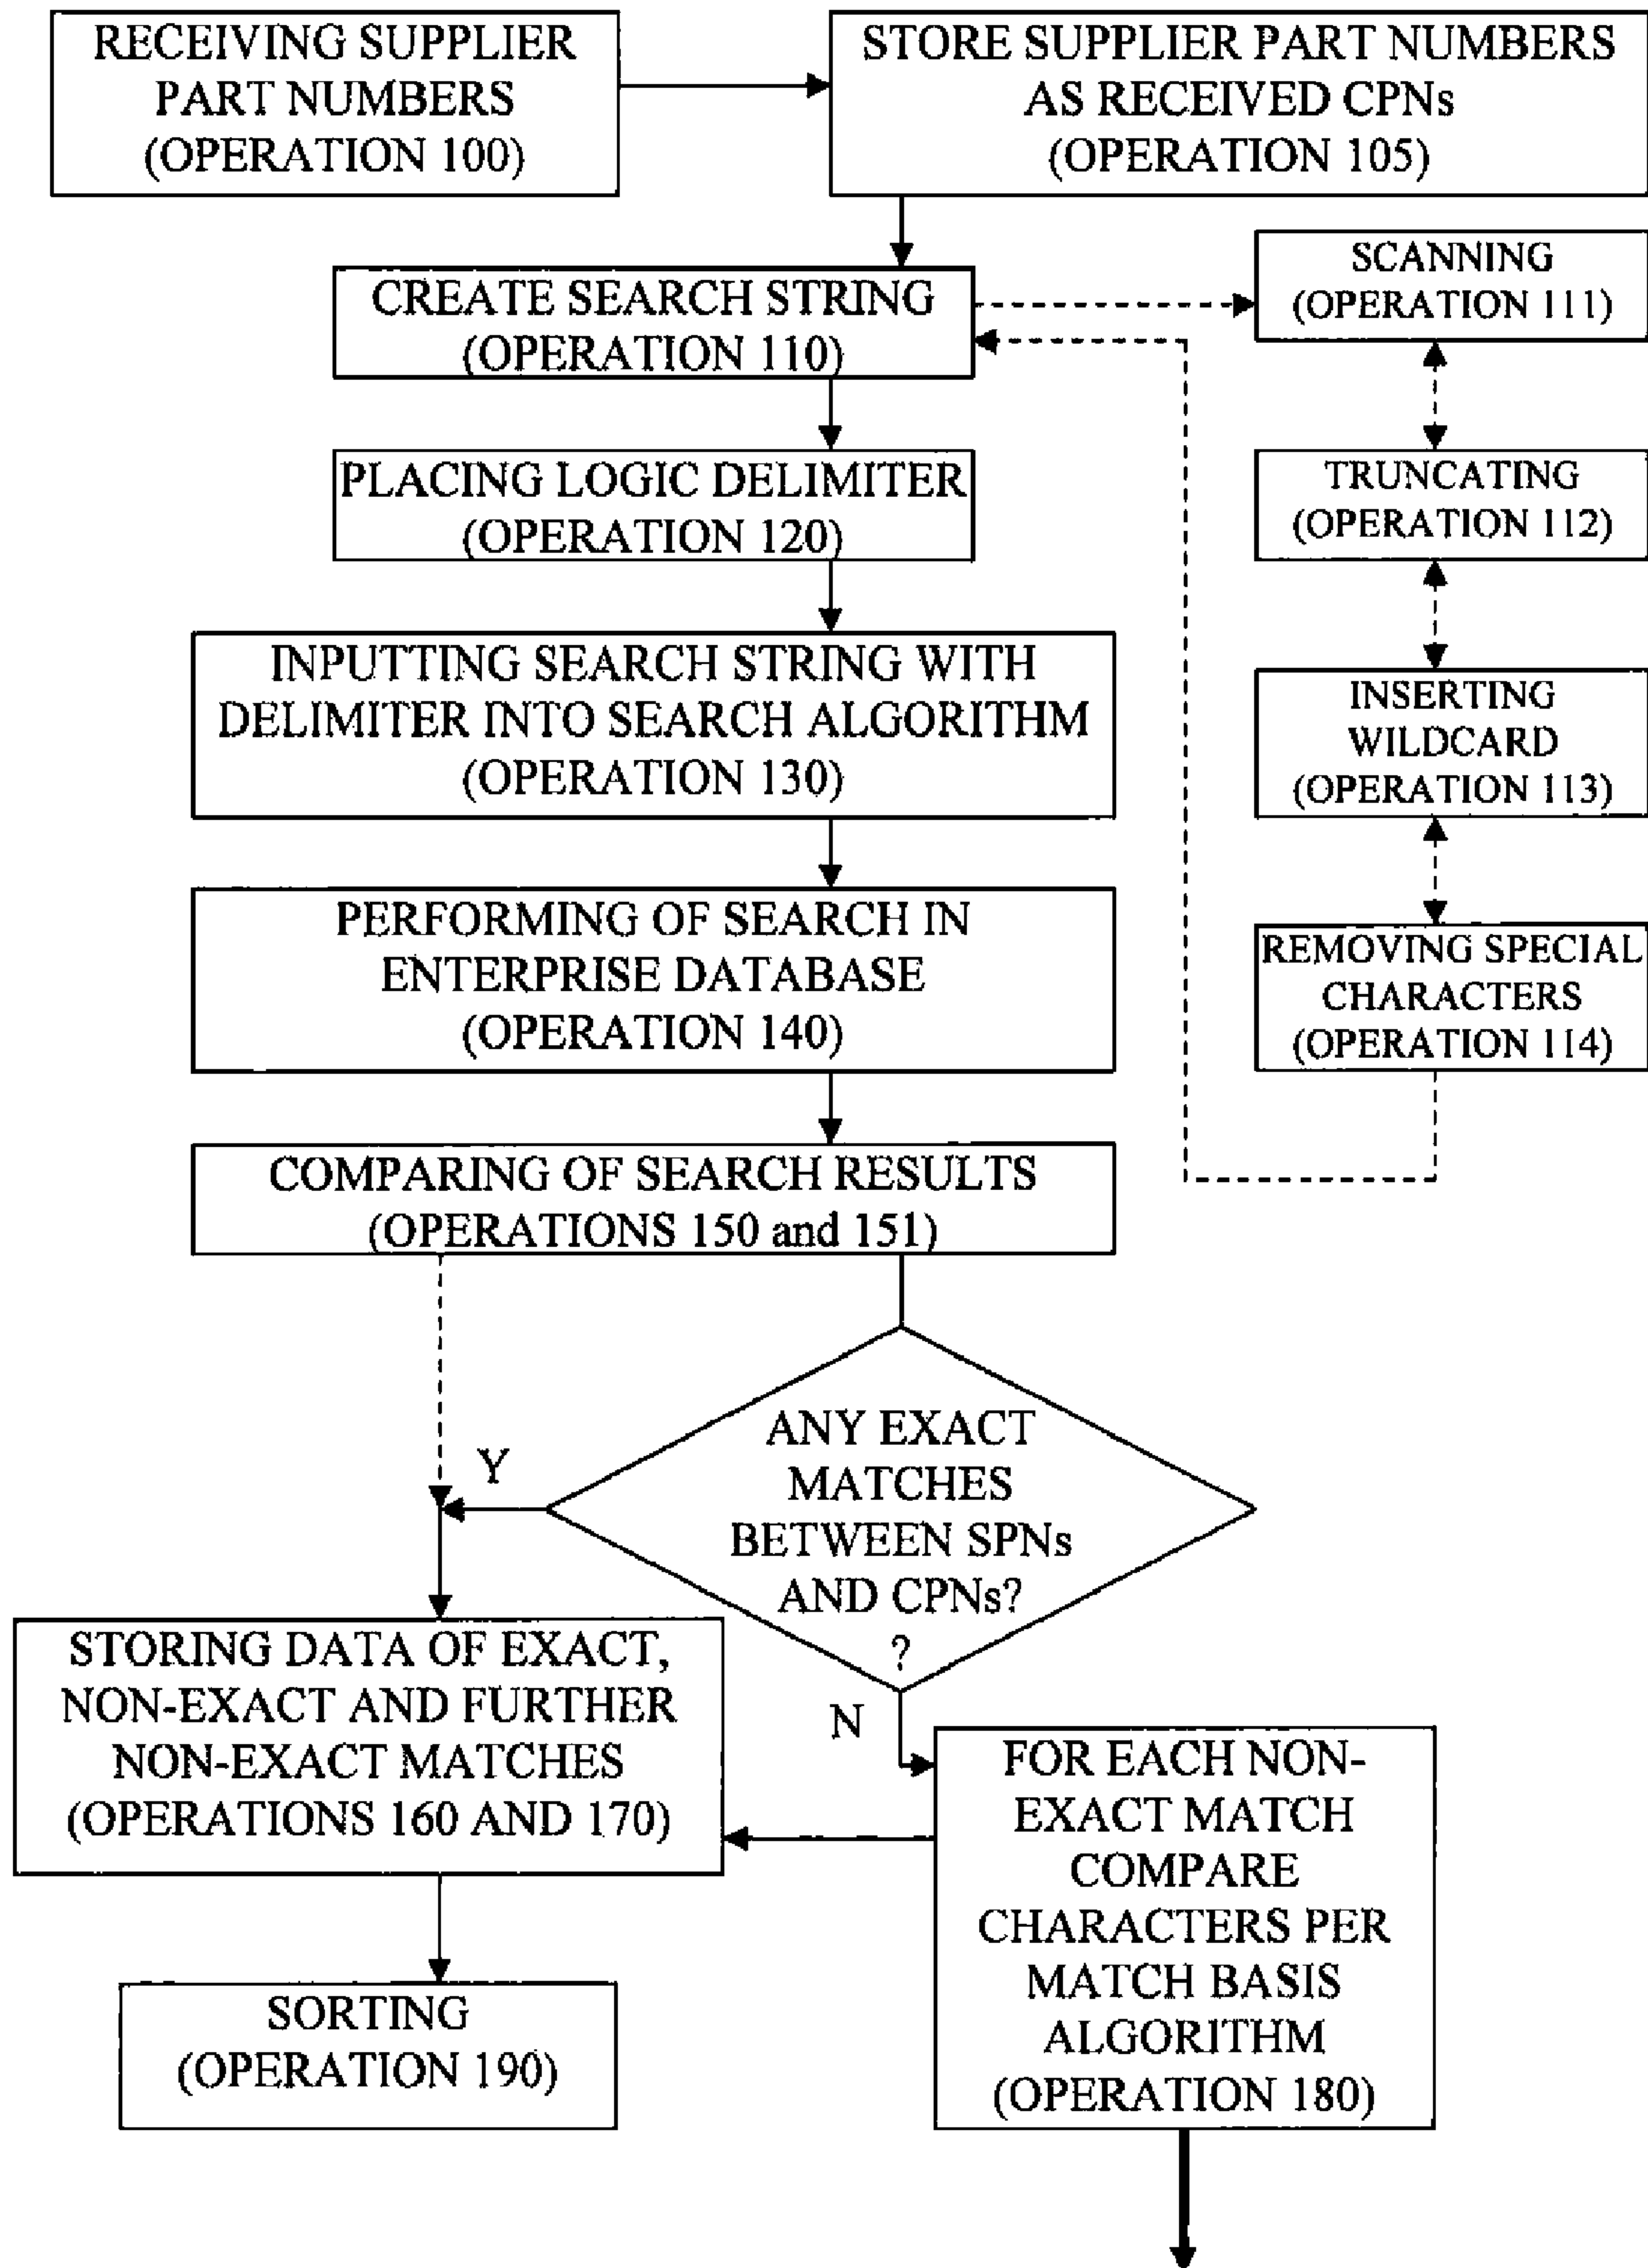 RECEIVING SUPPLIER
PART NUMBERS
(OPERATION 100)
STORE SUPPLIER PART NUMBERS
AS RECEIVED CPNs
(OPERATION 105)
CREATE SEARCH STRING
(OPERATION 110)
SCANNING
(OPERATION 111)
PLACING LOGIC DELIMITER
(OPERATION 120)
TRUNCATING
(OPERATION 112)
INPUTTING SEARCH STRING WITH
DELIMITER INTO SEARCH ALGORITHM
(OPERATION 130)
INSERTING
WILDCARD
(OPERATION 113)
PERFORMING OF SEARCH IN
ENTERPRISE DATABASE
(OPERATION 140)
REMOVING SPECIAL
CHARACTERS
(OPERATION 114)
COMPARING OF SEARCH RESULTS
(OPERATIONS 150 and 151)
ANY EXACT
MATCHES
BETWEEN SPNs
AND CPNs?
?
Y
N
STORING DATA OF EXACT,
NON-EXACT AND FURTHER
NON-EXACT MATCHES
(OPERATIONS 160 AND 170)
FOR EACH NON-
EXACT MATCH
COMPARE
CHARACTERS PER
MATCH BASIS
ALGORITHM
(OPERATION 180)
SORTING
(OPERATION 190)